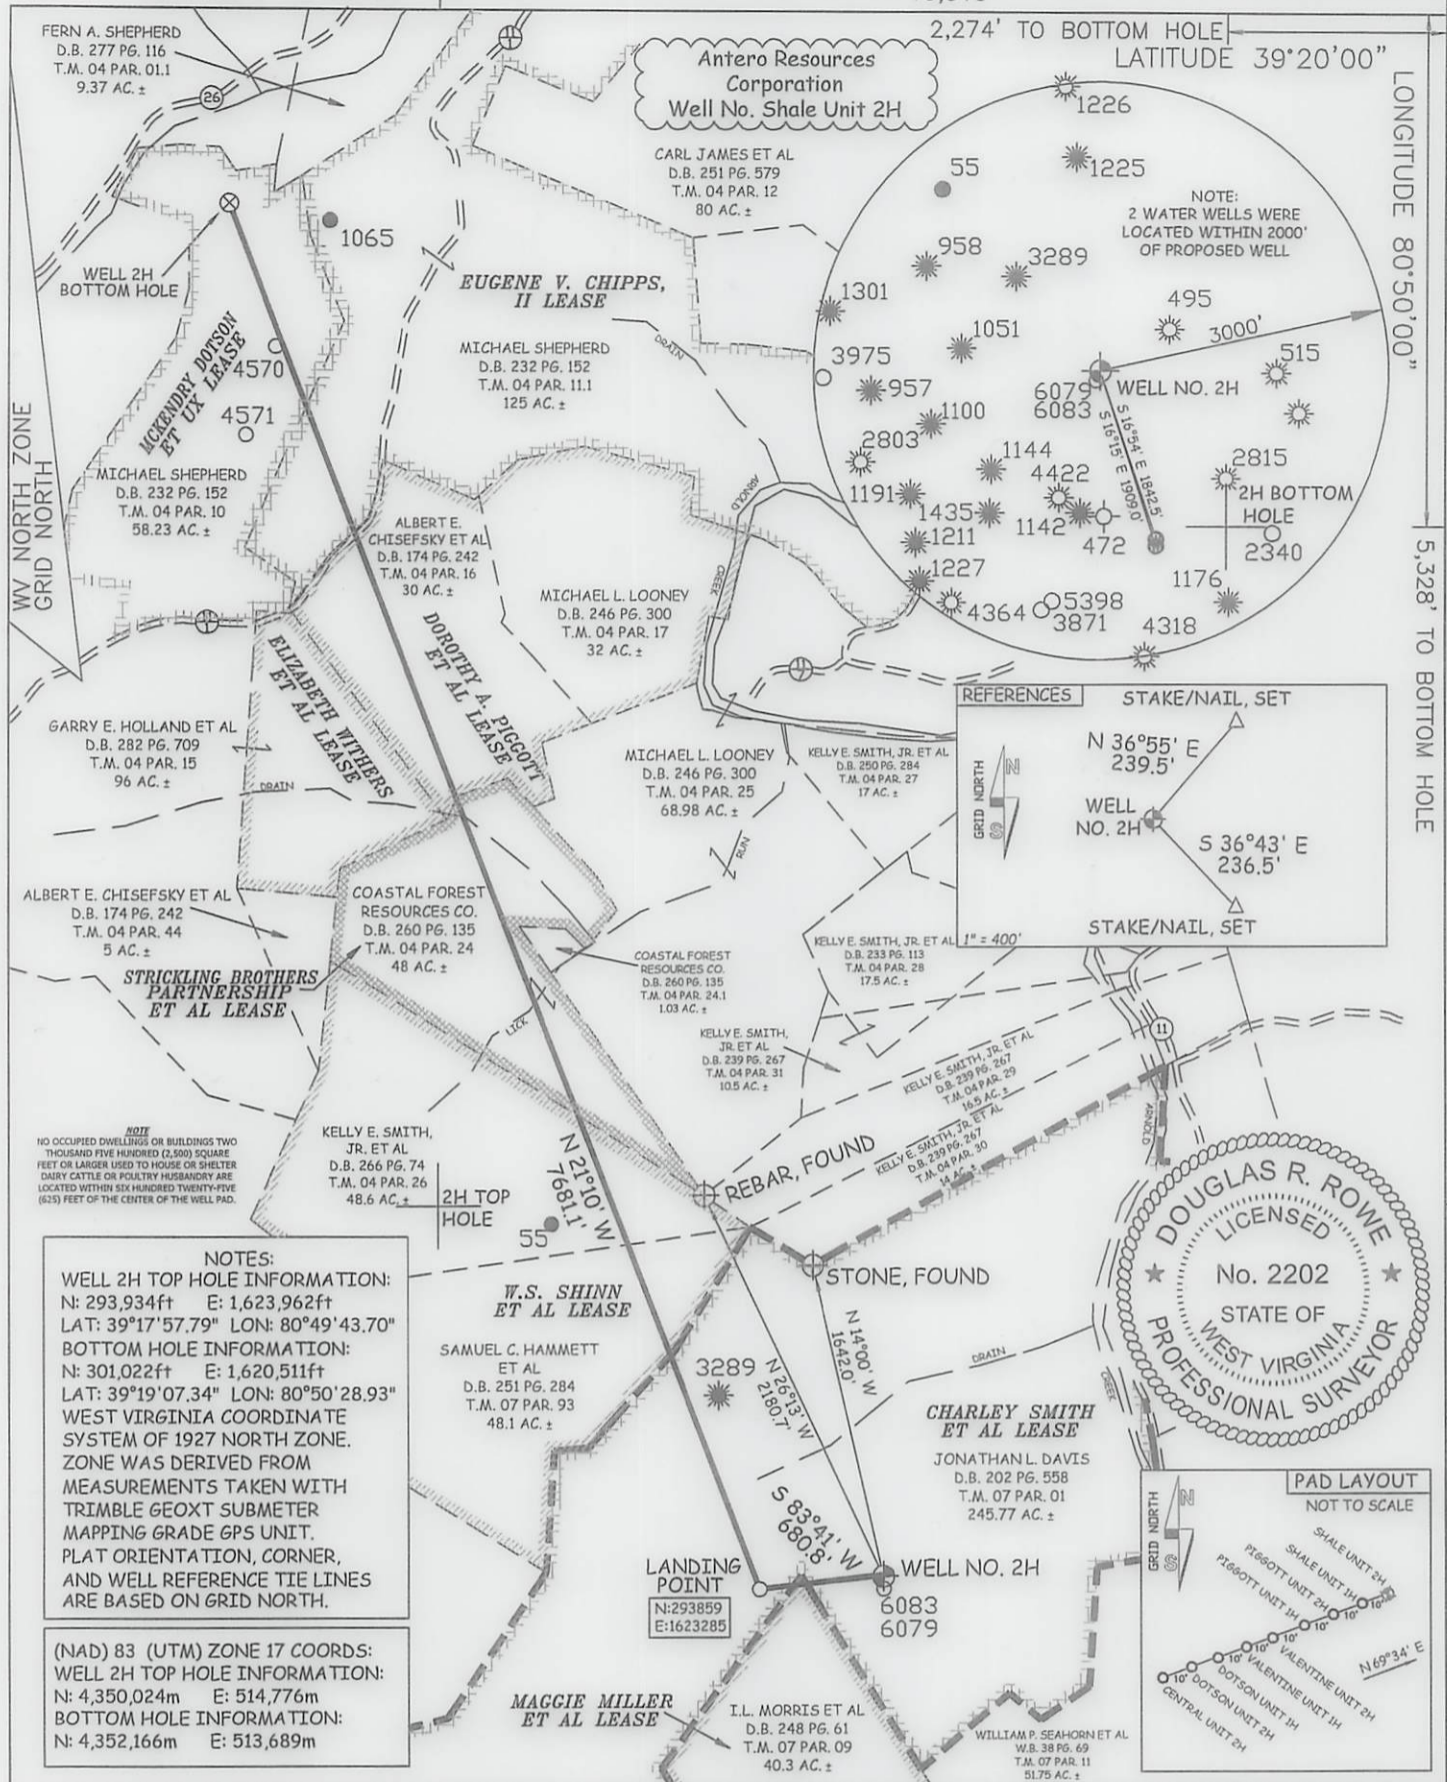 2,274' TO BOTTOM HOLE
LATITUDE 39°20'00"
LONGITUDE 80°50'00"
5,328' TO BOTTOM HOLE
FERN A. SHEPHERD
D.B. 277 PG. 116
T.M. 04 PAR. 01.1
9.37 AC. ±
26
11
Antero Resources
Corporation
Well No. Shale Unit 2H
CARL JAMES ET AL
D.B. 251 PG. 579
T.M. 04 PAR. 12
80 AC. ±
1226
1225
55
NOTE:
2 WATER WELLS WERE
LOCATED WITHIN 2000'
OF PROPOSED WELL
958
3289
1301
495
3000'
1051
3975
515
957
6079
6083
WELL NO. 2H
S 16°54' E 1842.5'
S 16°15' E 1909.0'
1100
2803
1144
4422
2815
1191
2H BOTTOM
HOLE
1435
1142
472
2340
1211
1227
1176
4364
5398
3871
4318
1065
WELL 2H
BOTTOM HOLE
EUGENE V. CHIPPS,
II LEASE
DRAIN
MCKENDRY DOTSON
ET UX LEASE
4570
4571
MICHAEL SHEPHERD
D.B. 232 PG. 152
T.M. 04 PAR. 11.1
125 AC. ±
WV NORTH ZONE
GRID NORTH
MICHAEL SHEPHERD
D.B. 232 PG. 152
T.M. 04 PAR. 10
58.23 AC. ±
ALBERT E.
CHISEFSKY ET AL
D.B. 174 PG. 242
T.M. 04 PAR. 16
30 AC. ±
ARNOLD
CREEK
MICHAEL L. LOONEY
D.B. 246 PG. 300
T.M. 04 PAR. 17
32 AC. ±
11
11
ELIZABETH WITHERS
ET AL LEASE
DOROTHY A. PIGGOTT
ET AL LEASE
GARRY E. HOLLAND ET AL
D.B. 282 PG. 709
T.M. 04 PAR. 15
96 AC. ±
DRAIN
MICHAEL L. LOONEY
D.B. 246 PG. 300
T.M. 04 PAR. 25
68.98 AC. ±
KELLY E. SMITH, JR. ET AL
D.B. 250 PG. 284
T.M. 04 PAR. 27
17 AC. ±
RUN
REFERENCES
STAKE/NAIL, SET
N 36°55' E
239.5'
GRID NORTH
N
S
WELL
NO. 2H
S 36°43' E
236.5'
STAKE/NAIL, SET
1" = 400'
ALBERT E. CHISEFSKY ET AL
D.B. 174 PG. 242
T.M. 04 PAR. 44
5 AC. ±
COASTAL FOREST
RESOURCES CO.
D.B. 260 PG. 135
T.M. 04 PAR. 24
48 AC. ±
STRICKLING BROTHERS
PARTNERSHIP
ET AL LEASE
COASTAL FOREST
RESOURCES CO.
D.B. 260 PG. 135
T.M. 04 PAR. 24.1
1.03 AC. ±
KELLY E. SMITH, JR. ET AL
D.B. 233 PG. 113
T.M. 04 PAR. 28
17.5 AC. ±
LICK
KELLY E. SMITH,
JR. ET AL
D.B. 239 PG. 267
T.M. 04 PAR. 31
10.5 AC. ±
KELLY E. SMITH, JR. ET AL
D.B. 239 PG. 267
T.M. 04 PAR. 29
16.5 AC. ±
KELLY E. SMITH, JR. ET AL
D.B. 239 PG. 267
T.M. 04 PAR. 30
14 AC. ±
11
ARNOLD
CREEK
NOTE
NO OCCUPIED DWELLINGS OR BUILDINGS TWO
THOUSAND FIVE HUNDRED (2,500) SQUARE
FEET OR LARGER USED TO HOUSE OR SHELTER
DAIRY CATTLE OR POULTRY HUSBANDRY ARE
LOCATED WITHIN SIX HUNDRED TWENTY-FIVE
(625) FEET OF THE CENTER OF THE WELL PAD.
KELLY E. SMITH,
JR. ET AL
D.B. 266 PG. 74
T.M. 04 PAR. 26
48.6 AC. ±
2H TOP
HOLE
55
N 21°10' W
7681.1'
REBAR, FOUND
STONE, FOUND
DOUGLAS R. ROWE
LICENSED
No. 2202
STATE OF
WEST VIRGINIA
PROFESSIONAL SURVEYOR
NOTES:
WELL 2H TOP HOLE INFORMATION:
N: 293,934ft E: 1,623,962ft
LAT: 39°17'57.79" LON: 80°49'43.70"
BOTTOM HOLE INFORMATION:
N: 301,022ft E: 1,620,511ft
LAT: 39°19'07.34" LON: 80°50'28.93"
WEST VIRGINIA COORDINATE
SYSTEM OF 1927 NORTH ZONE.
ZONE WAS DERIVED FROM
MEASUREMENTS TAKEN WITH
TRIMBLE GEOXT SUBMETER
MAPPING GRADE GPS UNIT.
PLAT ORIENTATION, CORNER,
AND WELL REFERENCE TIE LINES
ARE BASED ON GRID NORTH.
(NAD) 83 (UTM) ZONE 17 COORDS:
WELL 2H TOP HOLE INFORMATION:
N: 4,350,024m E: 514,776m
BOTTOM HOLE INFORMATION:
N: 4,352,166m E: 513,689m
W.S. SHINN
ET AL LEASE
SAMUEL C. HAMMETT
ET AL
D.B. 251 PG. 284
T.M. 07 PAR. 93
48.1 AC. ±
3289
N 26°13' W
2180.7'
N 14°00' W
1642.0'
DRAIN
CHARLEY SMITH
ET AL LEASE
JONATHAN L. DAVIS
D.B. 202 PG. 558
T.M. 07 PAR. 01
245.77 AC. ±
S 83°41' W
680.8'
LANDING
POINT
N:293859
E:1623285
WELL NO. 2H
6083
6079
MAGGIE MILLER
ET AL LEASE
I.L. MORRIS ET AL
D.B. 248 PG. 61
T.M. 07 PAR. 09
40.3 AC. ±
WILLIAM P. SEAHORN ET AL
W.B. 38 PG. 69
T.M. 07 PAR. 11
51.75 AC. ±
PAD LAYOUT
NOT TO SCALE
GRID NORTH
N
S
SHALE UNIT 2H
SHALE UNIT 1H
PIGGOTT UNIT 2H
PIGGOTT UNIT 1H
10' 10' 10' 10' 10' 10' 10' 10'
VALENTINE UNIT 2H
VALENTINE UNIT 1H
DOTSON UNIT 1H
DOTSON UNIT 2H
CENTRAL UNIT 2H
N69°34' E